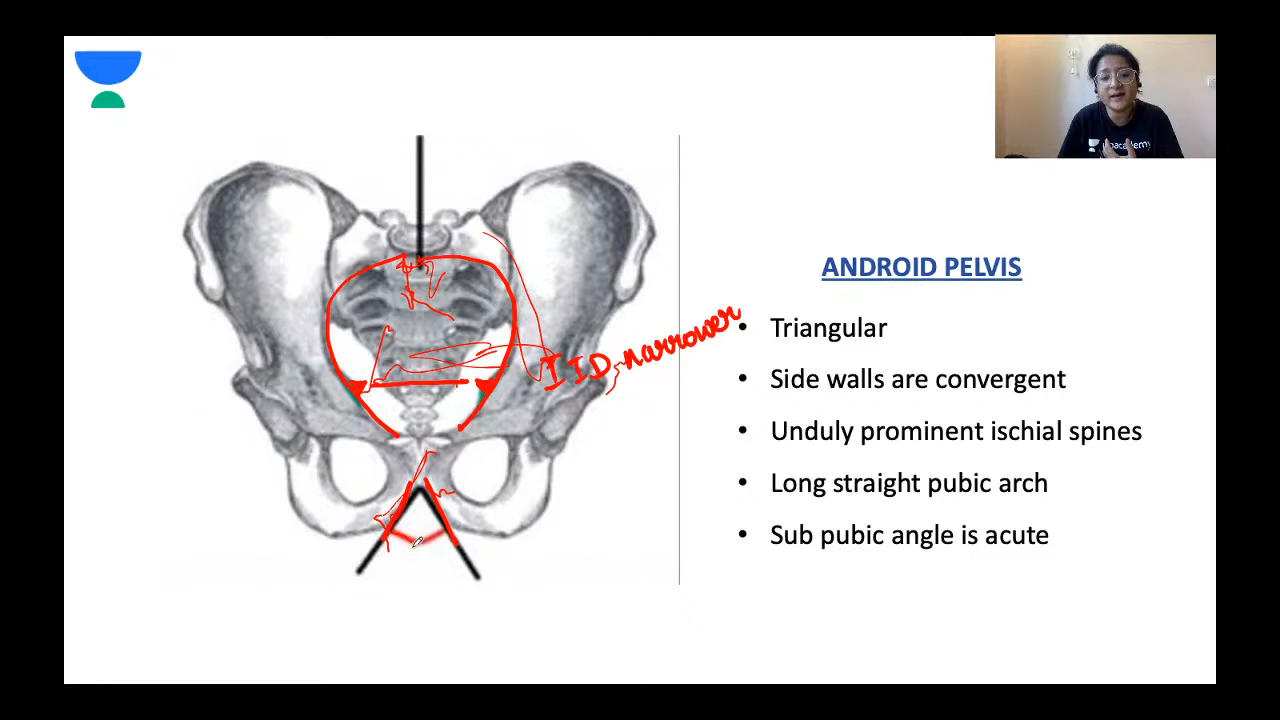 ANDROID PELVIS
• Triangular
• Side walls are convergent
• Unduly prominent ischial spines
• Long straight pubic arch
• Sub pubic angle is acute
IID narrower